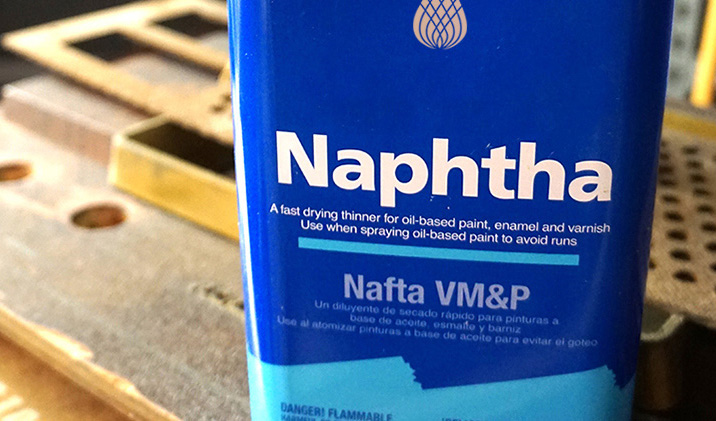 Naphtha
A fast drying thinner for oil-based paint, enamel and varnish
Use when spraying oil-based paint to avoid runs
Nafta VM&P
Un diluyente de secado rápido para pinturas a
base de aceite, esmalte y barniz
Use al atomizar pinturas a base de aceite para evitar el goteo
DANGER! FLAMMABLE